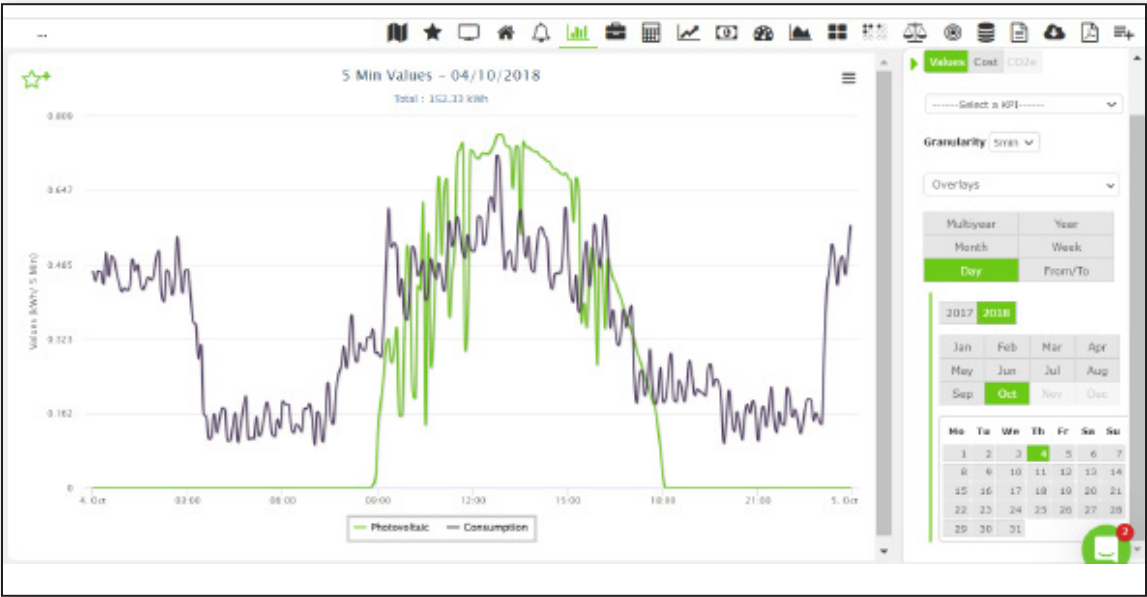 ...
5 Min Values - 04/10/2018
Total : 152.33 kWh
Values (kWh/ 5 Min)
0.809
0.647
0.485
0.323
0.162
0
4. Oct 03:00 06:00 09:00 12:00 15:00 18:00 21:00 5. Oct
Photovoltaic Consumption
Values Cost CO2e
------Select a KPI------
Granularity 5min
Overlays
Multiyear Year
Month Week
Day From/To
2017 2018
Jan Feb Mar Apr
May Jun Jul Aug
Sep Oct Nov Dec
Mo Tu We Th Fr Sa Su
1 2 3 4 5 6 7
8 9 10 11 12 13 14
15 16 17 18 19 20 21
22 23 24 25 26 27 28
29 30 31
2